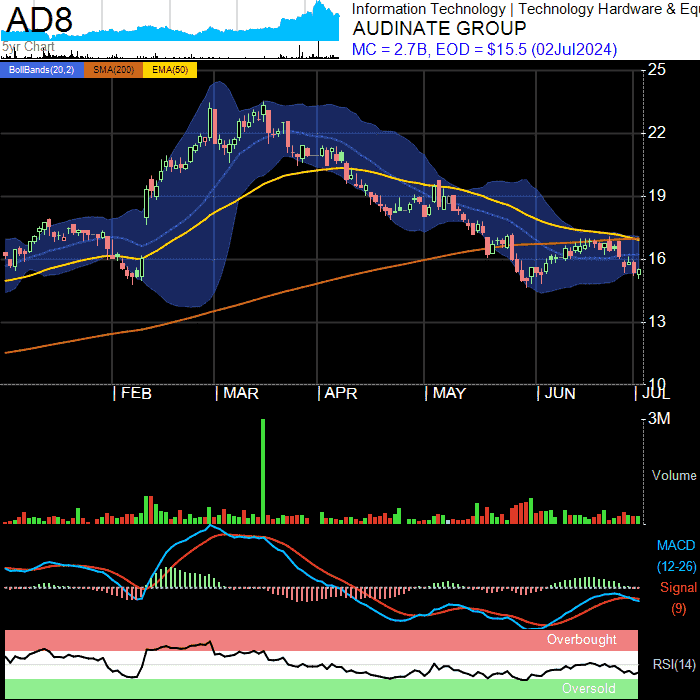 AD8
5yr Chart
Information Technology | Technology Hardware & Equ
AUDINATE GROUP
MC = 2.7B, EOD = $15.5 (02Jul2024)
BollBands(20,2) SMA(200) EMA(50)
25
22
19
16
13
10
FEB MAR APR MAY JUN JUL
3M
Volume
MACD
(12-26)
Signal
(9)
Overbought
RSI(14)
Oversold